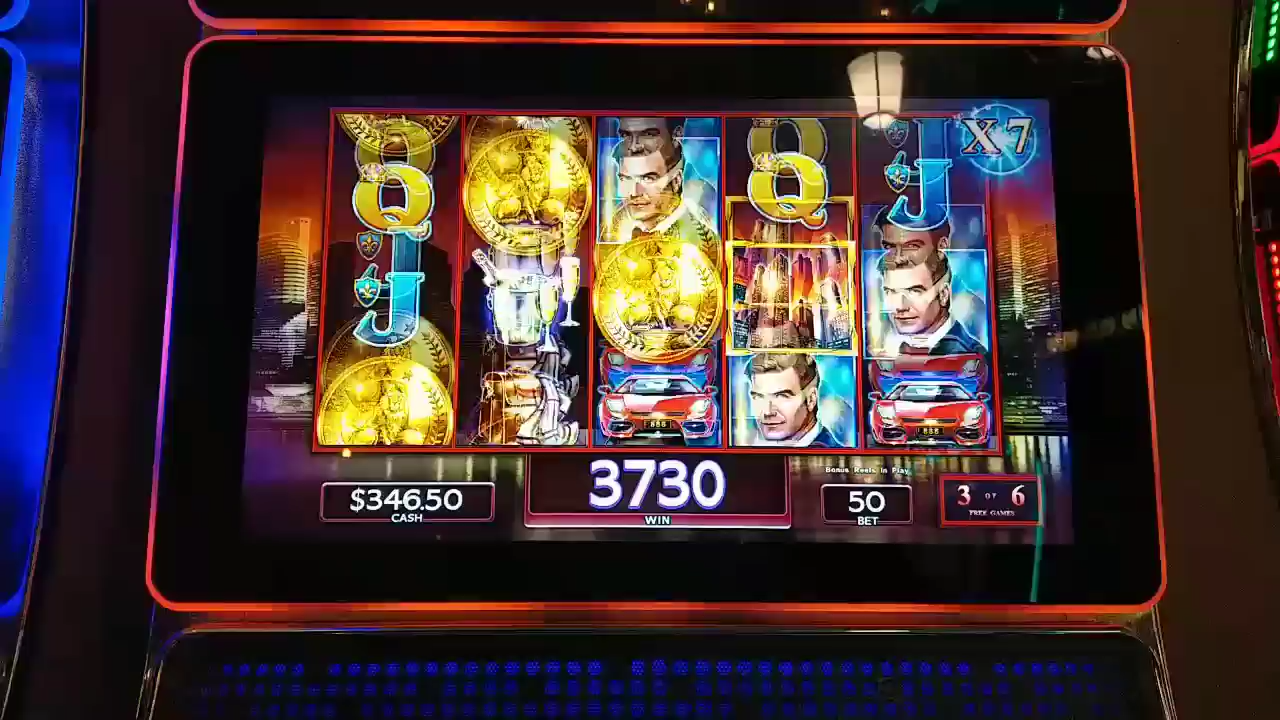 X7
Q
Q
J
J
888
888
3730
WIN
$346.50
CASH
Bonus Reels In Play
50
BET
3 OF 6
FREE GAMES